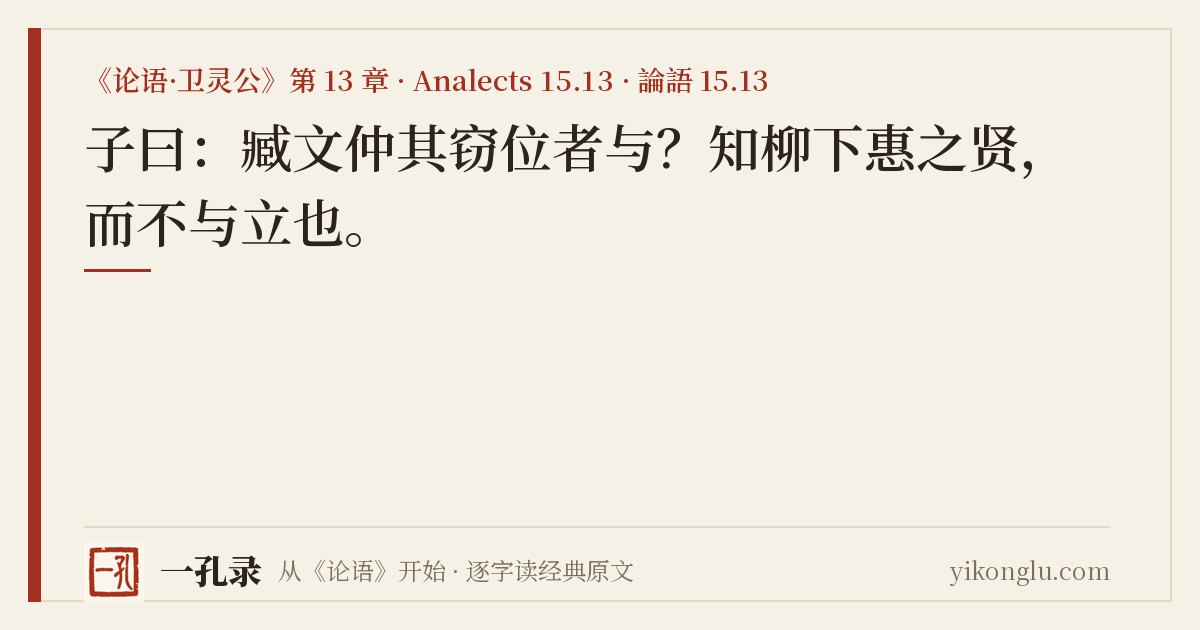 《论语·卫灵公》第 13 章 · Analects 15.13 · 論語 15.13
子曰：臧文仲其窃位者与？知柳下惠之贤，
而不与立也。
一孔
一孔录 从《论语》开始 · 逐字读经典原文 yikonglu.com